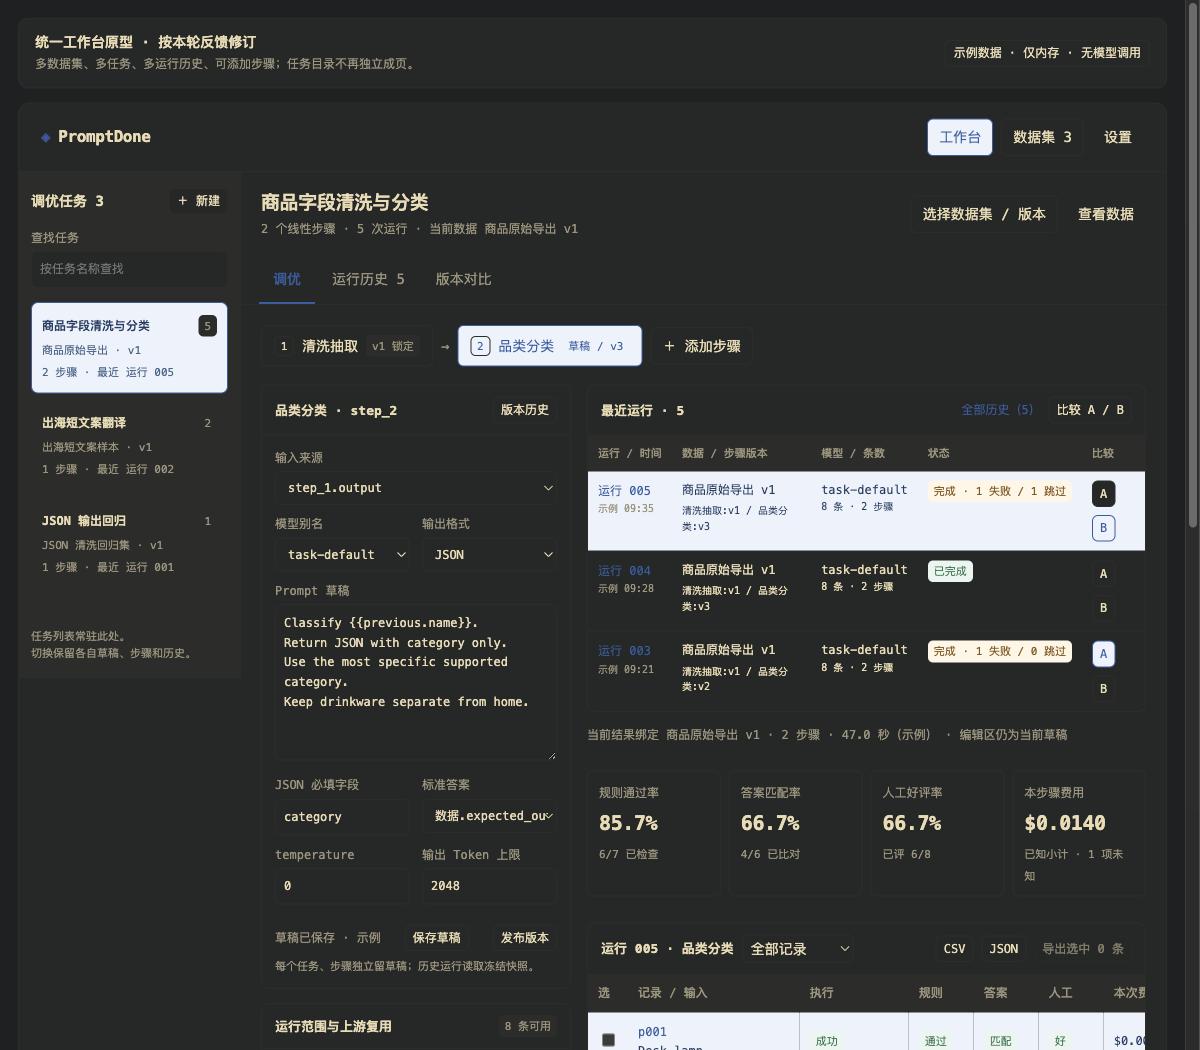 统一工作台原型 · 按本轮反馈修订
多数据集、多任务、多运行历史、可添加步骤；任务目录不再独立成页。
示例数据 · 仅内存 · 无模型调用
◈ PromptDone
工作台
数据集 3
设置
调优任务 3
+ 新建
查找任务
按任务名称查找
商品字段清洗与分类
5
商品原始导出 · v1
2 步骤 · 最近 运行 005
出海短文案翻译
2
出海短文案样本 · v1
1 步骤 · 最近 运行 002
JSON 输出回归
1
JSON 清洗回归集 · v1
1 步骤 · 最近 运行 001
任务列表常驻此处。
切换保留各自草稿、步骤和历史。
商品字段清洗与分类
2 个线性步骤 · 5 次运行 · 当前数据 商品原始导出 v1
选择数据集 / 版本
查看数据
调优
运行历史 5
版本对比
1 清洗抽取 v1 锁定
→
2 品类分类 草稿 / v3
+ 添加步骤
品类分类 · step_2
版本历史
输入来源
step_1.output
模型别名
输出格式
task-default
JSON
Prompt 草稿
Classify {{previous.name}}.
Return JSON with category only.
Use the most specific supported
category.
Keep drinkware separate from home.
JSON 必填字段
标准答案
category
数据.expected_ou
temperature
输出 Token 上限
0
2048
草稿已保存 · 示例
保存草稿
发布版本
每个任务、步骤独立留草稿；历史运行读取冻结快照。
运行范围与上游复用
8 条可用
最近运行 · 5
全部历史 (5)
比较 A / B
运行 / 时间
数据 / 步骤版本
模型 / 条数
状态
比较
运行 005
示例 09:35
商品原始导出 v1
清洗抽取:v1 / 品类分
类:v3
task-default
8 条 · 2 步骤
完成 · 1 失败 / 1 跳过
A
B
运行 004
示例 09:28
商品原始导出 v1
清洗抽取:v1 / 品类分
类:v3
task-default
8 条 · 2 步骤
已完成
A
B
运行 003
示例 09:21
商品原始导出 v1
清洗抽取:v1 / 品类分
类:v2
task-default
8 条 · 2 步骤
完成 · 1 失败 / 0 跳过
A
B
当前结果绑定 商品原始导出 v1 · 2 步骤 · 47.0 秒（示例） · 编辑区仍为当前草稿
规则通过率
85.7%
6/7 已检查
答案匹配率
66.7%
4/6 已比对
人工好评率
66.7%
已评 6/8
本步骤费用
$0.0140
已知小计 · 1 项未
知
运行 005 · 品类分类
全部记录
CSV
JSON
导出选中 0 条
选
记录 / 输入
执行
规则
答案
人工
本次费
p001
Desk lamp
成功
通过
匹配
好
$0.00